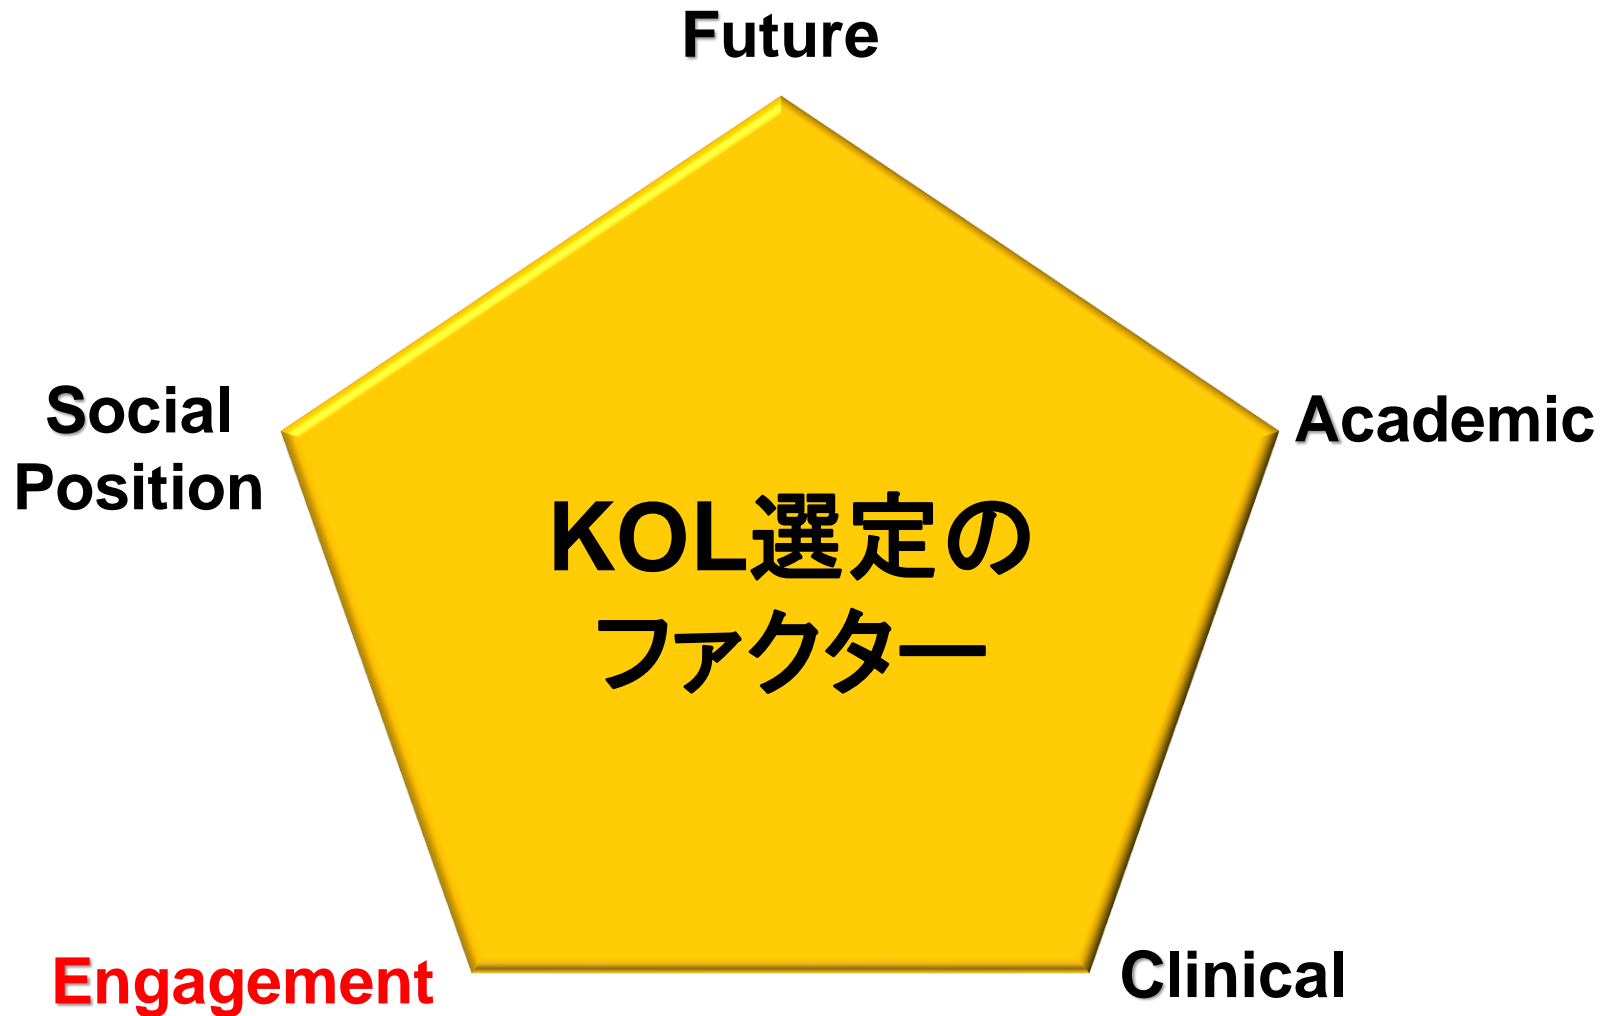 Future
Social
Position
Academic
KOL選定の
ファクター
Engagement
Clinical